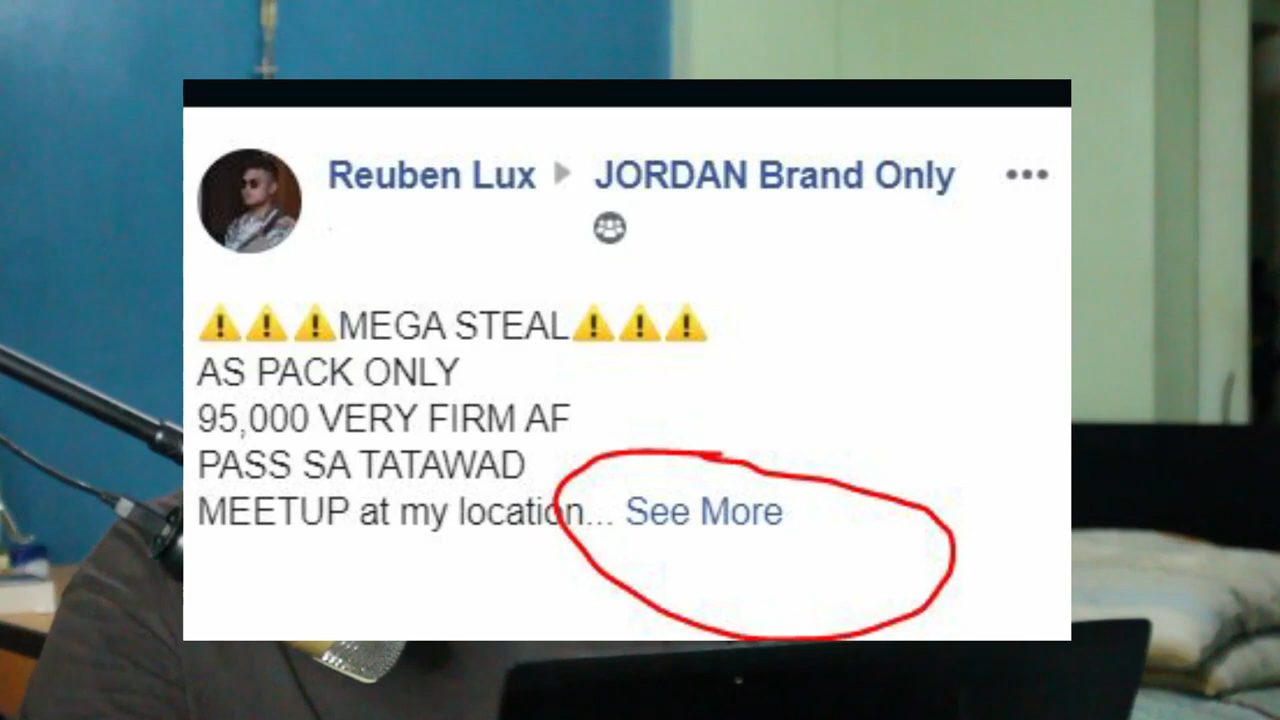 Reuben Lux ▶ JORDAN Brand Only
⚠️⚠️⚠️MEGA STEAL⚠️⚠️⚠️
AS PACK ONLY
95,000 VERY FIRM AF
PASS SA TATAWAD
MEETUP at my location... See More